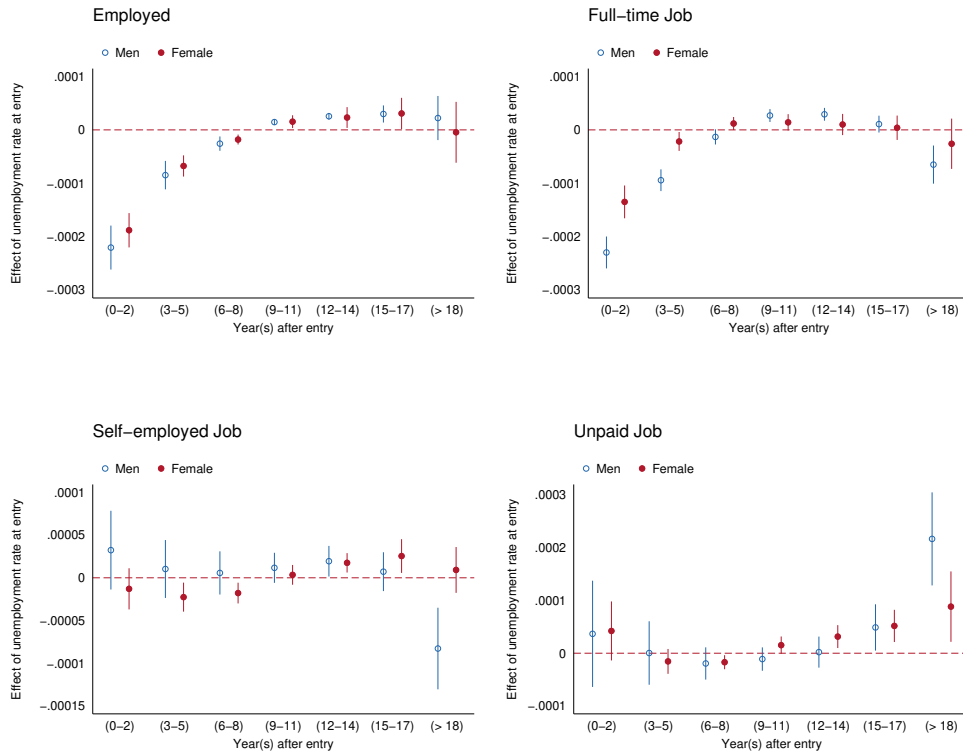 Employed
Men Female
Effect of unemployment rate at entry
.0001
0
−.0001
−.0002
−.0003
(0−2) (3−5) (6−8) (9−11) (12−14) (15−17) (> 18)
Year(s) after entry
Full−time Job
Men Female
Effect of unemployment rate at entry
.0001
0
−.0001
−.0002
−.0003
(0−2) (3−5) (6−8) (9−11) (12−14) (15−17) (> 18)
Year(s) after entry
Self−employed Job
Men Female
Effect of unemployment rate at entry
.0001
.00005
0
−.00005
−.0001
−.00015
(0−2) (3−5) (6−8) (9−11) (12−14) (15−17) (> 18)
Year(s) after entry
Unpaid Job
Men Female
Effect of unemployment rate at entry
.0003
.0002
.0001
0
−.0001
(0−2) (3−5) (6−8) (9−11) (12−14) (15−17) (> 18)
Year(s) after entry